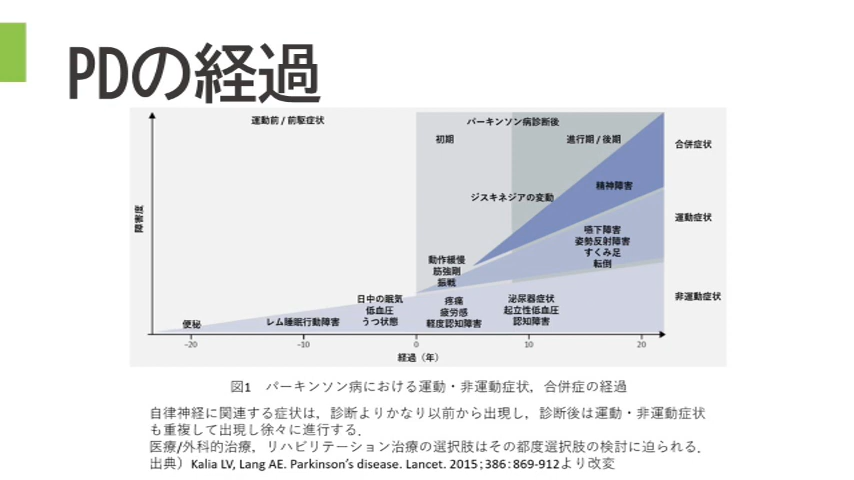 PDの経過
運動前 / 前駆症状
パーキンソン病診断後
初期
進行期 / 後期
合併症状
精神障害
ジスキネジアの変動
運動症状
障害度
嚥下障害
姿勢反射障害
すくみ足
転倒
動作緩慢
筋強剛
振戦
非運動症状
日中の眠気
低血圧
うつ状態
疼痛
疲労感
軽度認知障害
泌尿器症状
起立性低血圧
認知障害
便秘
レム睡眠行動障害
-20
-10
0
10
20
経過（年）
図1　パーキンソン病における運動・非運動症状，合併症の経過
自律神経に関連する症状は，診断よりかなり以前から出現し，診断後は運動・非運動症状
も重複して出現し徐々に進行する．
医療/外科的治療，リハビリテーション治療の選択肢はその都度選択肢の検討に迫られる．
出典）Kalia LV, Lang AE. Parkinson's disease. Lancet. 2015；386：869-912より改変